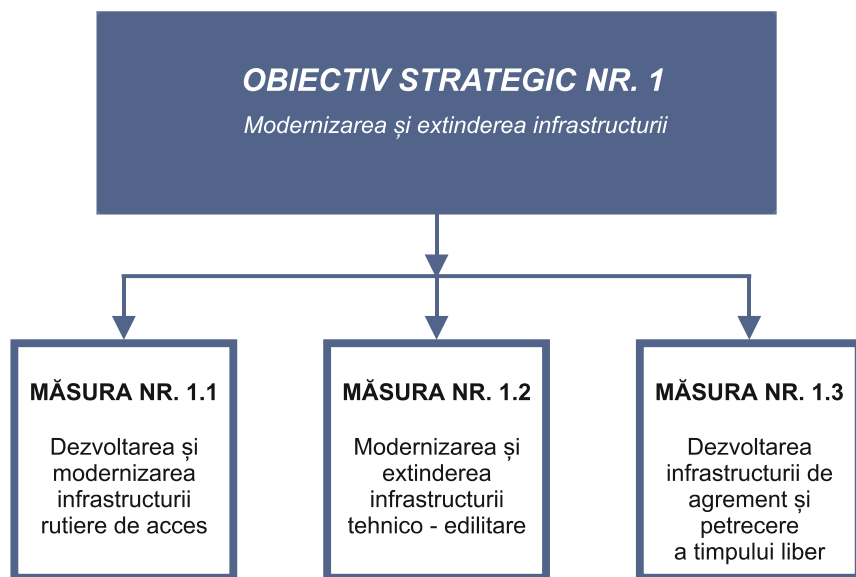 OBIECTIV STRATEGIC NR. 1
Modernizarea și extinderea infrastructurii
MĂSURA NR. 1.1
Dezvoltarea și
modernizarea
infrastructurii
rutiere de acces
MĂSURA NR. 1.2
Modernizarea și
extinderea
infrastructurii
tehnico - edilitare
MĂSURA NR. 1.3
Dezvoltarea
infrastructurii de
agrement și
petrecere
a timpului liber